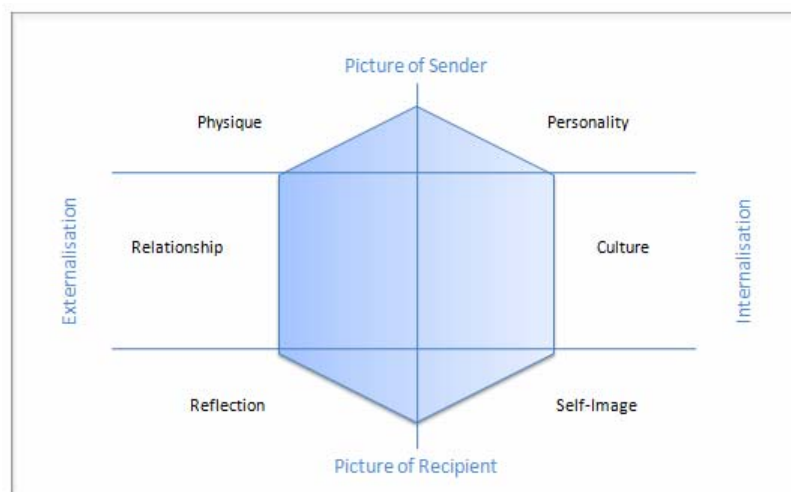 Picture of Sender
Physique
Personality
Externalisation
Relationship
Culture
Internalisation
Reflection
Self-Image
Picture of Recipient